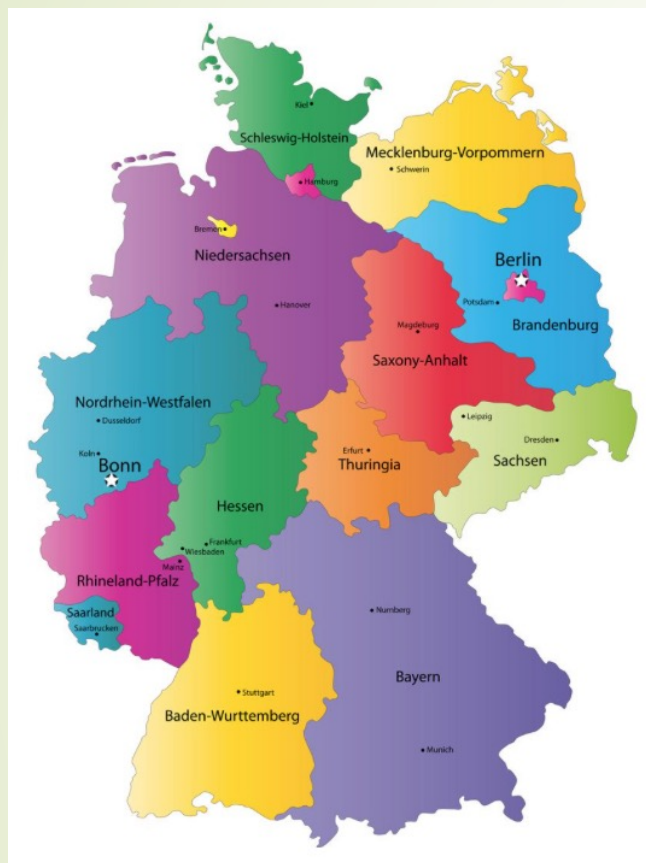 Kiel
Schleswig-Holstein
Mecklenburg-Vorpommern
Schwerin
Hamburg
Bremen
Niedersachsen
Berlin
Hanover
Potsdam
Brandenburg
Magdeburg
Saxony-Anhalt
Nordrhein-Westfalen
Dusseldorf
Leipzig
Dresden
Koln
Erfurt
Sachsen
Bonn
Thuringia
Hessen
Frankfurt
Wiesbaden
Mainz
Rhineland-Pfalz
Saarland
Nurnberg
Saarbrucken
Bayern
Stuttgart
Baden-Wurttemberg
Munich